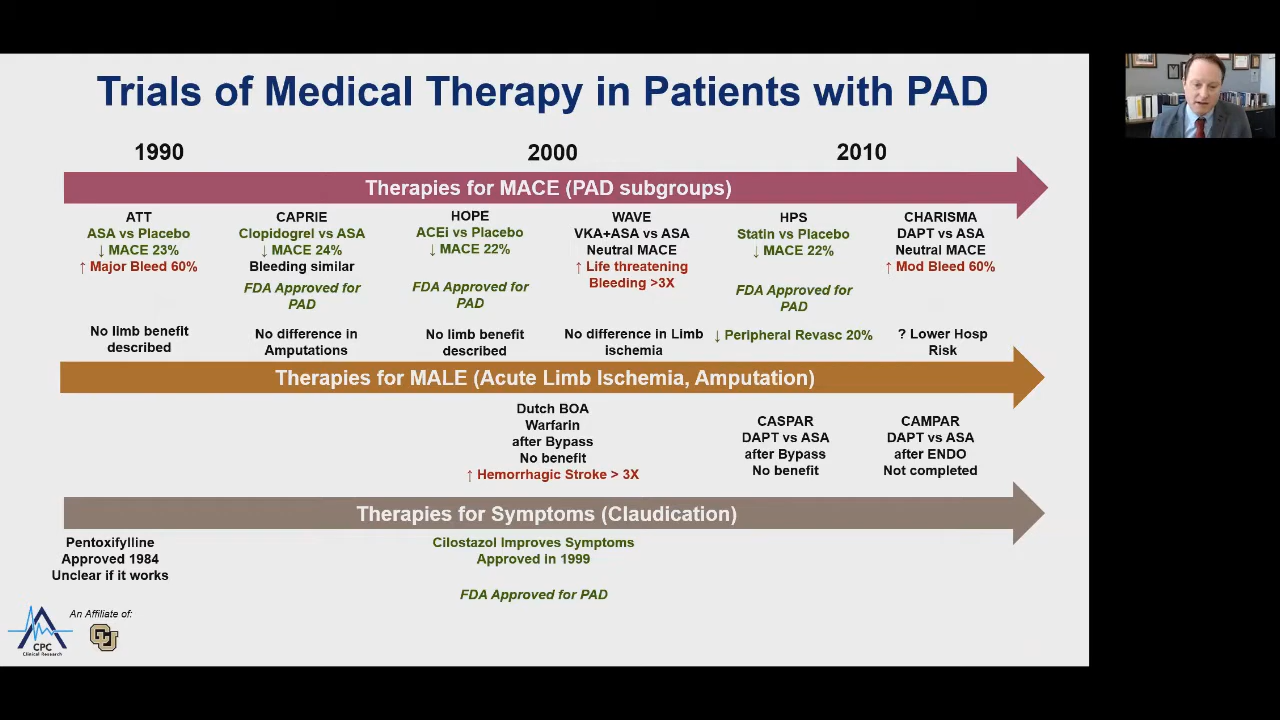 Trials of Medical Therapy in Patients with PAD
1990
2000
2010
Therapies for MACE (PAD subgroups)
ATT
ASA vs Placebo
↓ MACE 23%
↑ Major Bleed 60%
No limb benefit
described
CAPRIE
Clopidogrel vs ASA
↓ MACE 24%
Bleeding similar
FDA Approved for
PAD
No difference in
Amputations
HOPE
ACEi vs Placebo
↓ MACE 22%
FDA Approved for
PAD
No limb benefit
described
WAVE
VKA+ASA vs ASA
Neutral MACE
↑ Life threatening
Bleeding >3X
No difference in Limb
ischemia
HPS
Statin vs Placebo
↓ MACE 22%
FDA Approved for
PAD
↓ Peripheral Revasc 20%
CHARISMA
DAPT vs ASA
Neutral MACE
↑ Mod Bleed 60%
? Lower Hosp
Risk
Therapies for MALE (Acute Limb Ischemia, Amputation)
Dutch BOA
Warfarin
after Bypass
No benefit
↑ Hemorrhagic Stroke > 3X
CASPAR
DAPT vs ASA
after Bypass
No benefit
CAMPAR
DAPT vs ASA
after ENDO
Not completed
Therapies for Symptoms (Claudication)
Pentoxifylline
Approved 1984
Unclear if it works
Cilostazol Improves Symptoms
Approved in 1999
FDA Approved for PAD
An Affiliate of:
CPC
Clinical Research
CU